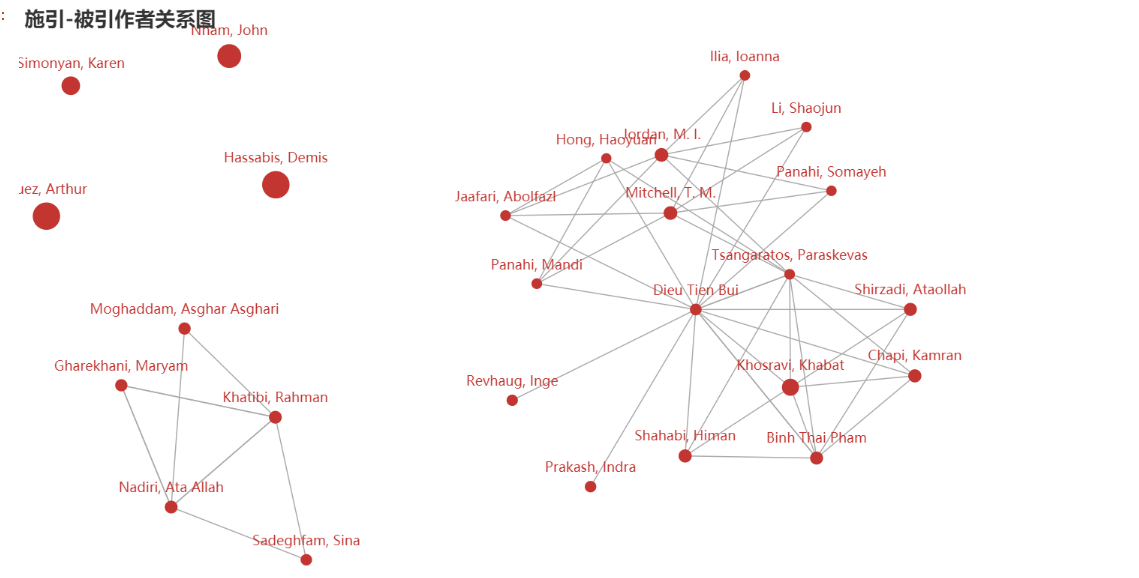 :
施引-被引作者关系图
Nham, John
Simonyan, Karen
Ilia, Ioanna
Li, Shaojun
Jordan, M. I.
Hong, Haoyuan
Hassabis, Demis
Panahi, Somayeh
uez, Arthur
Jaafari, Abolfazl
Mitchell, T. M.
Tsangaratos, Paraskevas
Panahi, Mandi
Dieu Tien Bui
Shirzadi, Ataollah
Moghaddam, Asghar Asghari
Chapi, Kamran
Gharekhani, Maryam
Khosravi, Khabat
Revhaug, Inge
Khatibi, Rahman
Shahabi, Himan
Binh Thai Pham
Prakash, Indra
Nadiri, Ata Allah
Sadeghfam, Sina